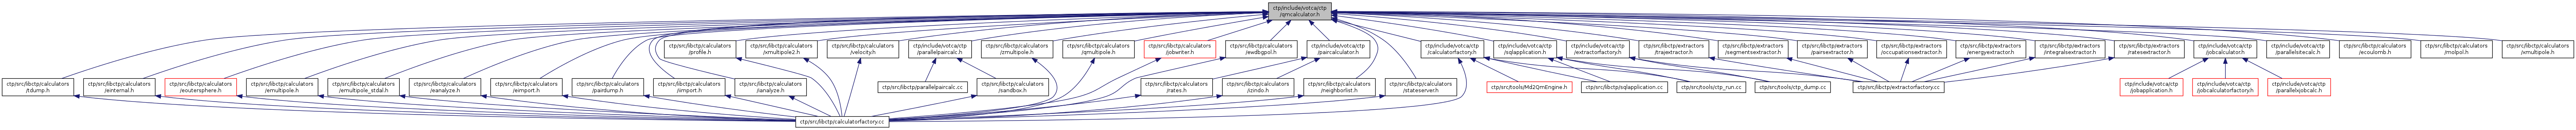 ctp/include/votca/ctp
/qmcalculator.h
ctp/src/libctp/calculators
/profile.h
ctp/src/libctp/calculators
/xmultipole2.h
ctp/src/libctp/calculators
/velocity.h
ctp/include/votca/ctp
/parallelpaircalc.h
ctp/src/libctp/calculators
/zmultipole.h
ctp/src/libctp/calculators
/qmultipole.h
ctp/src/libctp/calculators
/jobwriter.h
ctp/src/libctp/calculators
/ewdbgpol.h
ctp/include/votca/ctp
/paircalculator.h
ctp/include/votca/ctp
/calculatorfactory.h
ctp/include/votca/ctp
/sqlapplication.h
ctp/include/votca/ctp
/extractorfactory.h
ctp/src/libctp/extractors
/trajextractor.h
ctp/src/libctp/extractors
/segmentsextractor.h
ctp/src/libctp/extractors
/pairsextractor.h
ctp/src/libctp/extractors
/occupationsextractor.h
ctp/src/libctp/extractors
/energyextractor.h
ctp/src/libctp/extractors
/integralsextractor.h
ctp/src/libctp/extractors
/ratesextractor.h
ctp/include/votca/ctp
/jobcalculator.h
ctp/include/votca/ctp
/parallelsitecalc.h
ctp/src/libctp/calculators
/ecoulomb.h
ctp/src/libctp/calculators
/molpol.h
ctp/src/libctp/calculators
/xmultipole.h
ctp/src/libctp/calculators
/tdump.h
ctp/src/libctp/calculators
/einternal.h
ctp/src/libctp/calculators
/eoutersphere.h
ctp/src/libctp/calculators
/emultipole.h
ctp/src/libctp/calculators
/emultipole_stdal.h
ctp/src/libctp/calculators
/eanalyze.h
ctp/src/libctp/calculators
/eimport.h
ctp/src/libctp/calculators
/pairdump.h
ctp/src/libctp/calculators
/iimport.h
ctp/src/libctp/calculators
/ianalyze.h
ctp/src/libctp/parallelpaircalc.cc
ctp/src/libctp/calculators
/sandbox.h
ctp/src/libctp/calculators
/rates.h
ctp/src/libctp/calculators
/izindo.h
ctp/src/libctp/calculators
/neighborlist.h
ctp/src/libctp/calculators
/stateserver.h
ctp/src/tools/Md2QmEngine.h
ctp/src/libctp/sqlapplication.cc
ctp/src/tools/ctp_run.cc
ctp/src/tools/ctp_dump.cc
ctp/src/libctp/extractorfactory.cc
ctp/include/votca/ctp
/jobapplication.h
ctp/include/votca/ctp
/jobcalculatorfactory.h
ctp/include/votca/ctp
/parallelxjobcalc.h
ctp/src/libctp/calculatorfactory.cc